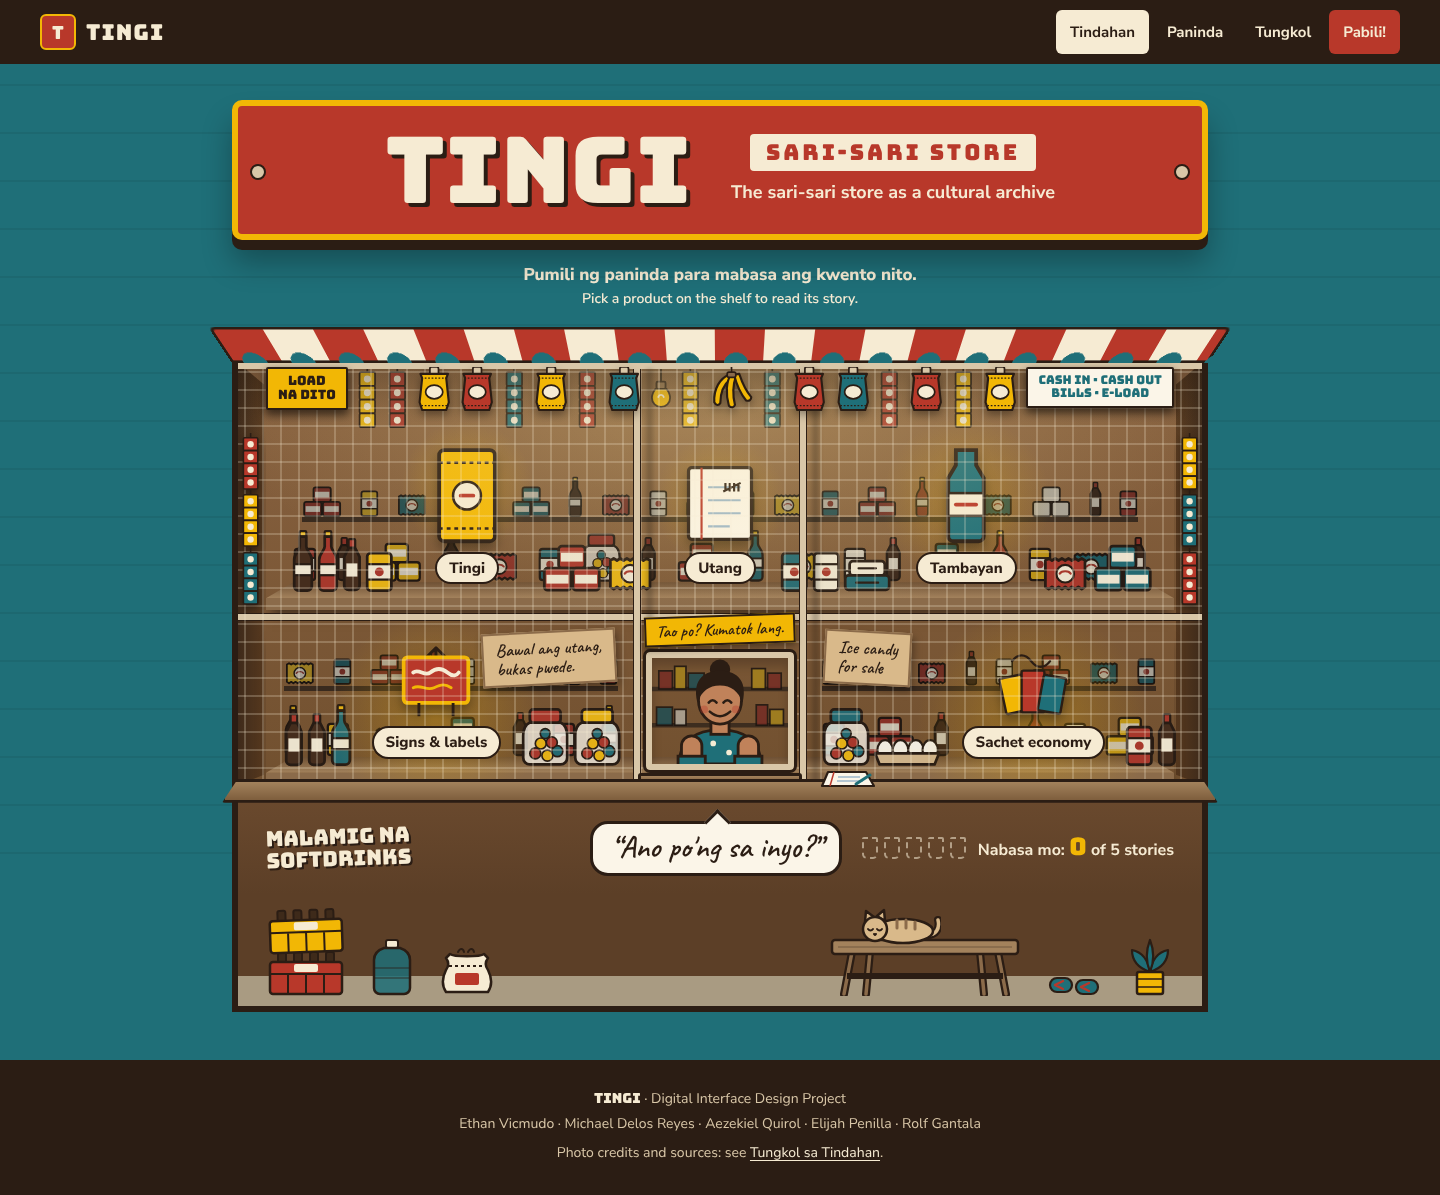 T TINGI
Tindahan Paninda Tungkol Pabili!
TINGI
SARI-SARI STORE
The sari-sari store as a cultural archive
Pumili ng paninda para mabasa ang kwento nito.
Pick a product on the shelf to read its story.
LOAD
NA DITO
CASH IN • CASH OUT
BILLS • E-LOAD
Tingi
Utang
Tambayan
Bawal ang utang,
bukas pwede.
Tao po? Kumatok lang.
Ice candy
for sale
Signs & labels
Sachet economy
MALAMIG NA
SOFTDRINKS
“Ano po'ng sa inyo?”
Nabasa mo: 0 of 5 stories
TINGI · Digital Interface Design Project
Ethan Vicmudo · Michael Delos Reyes · Aezekiel Quirol · Elijah Penilla · Rolf Gantala
Photo credits and sources: see Tungkol sa Tindahan.